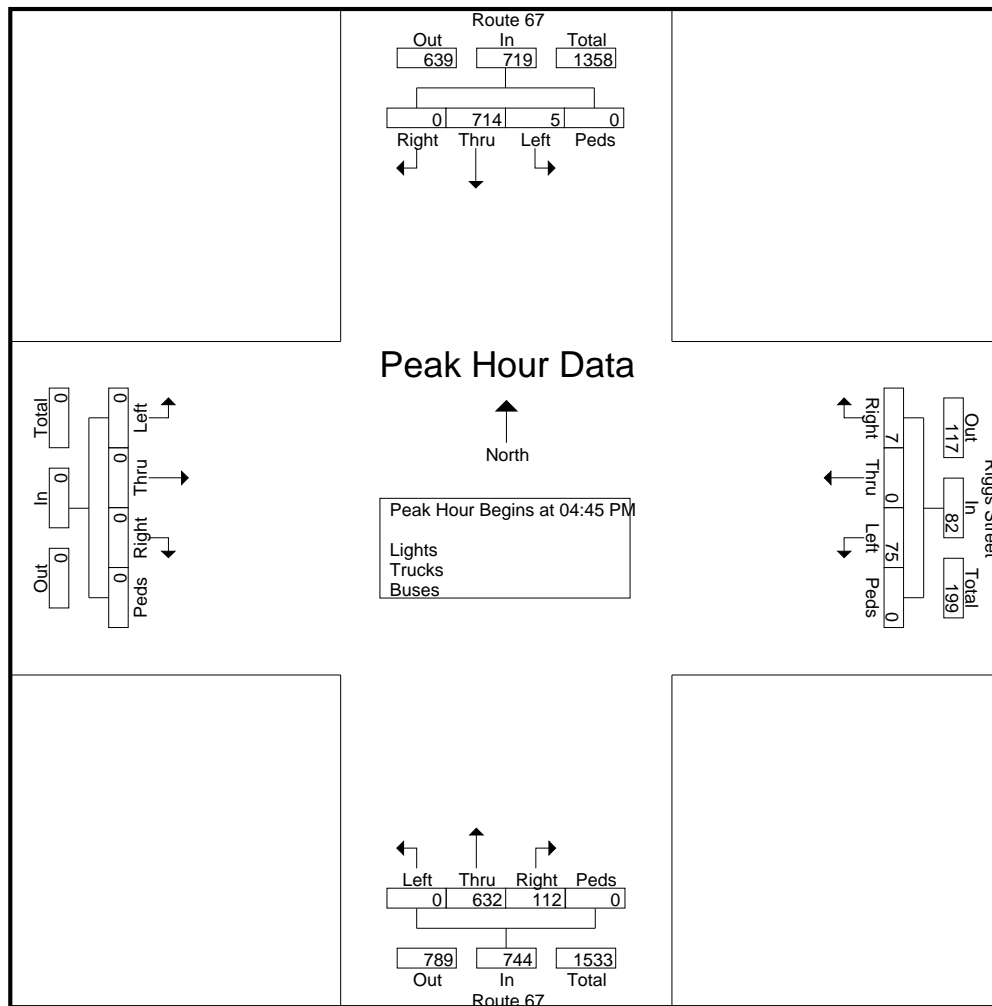 Route 67
Out In Total
639 719 1358
0 714 5 0
Right Thru Left Peds
Peak Hour Data
North
Peak Hour Begins at 04:45 PM
Lights
Trucks
Buses
Total In Out
0 0 0
0 0 0 0
Left Thru Right Peds
Right Thru Left Peds
7 0 75 0
Out In Total
117 82 199
Riggs Street
Left Thru Right Peds
0 632 112 0
789 744 1533
Out In Total
Route 67